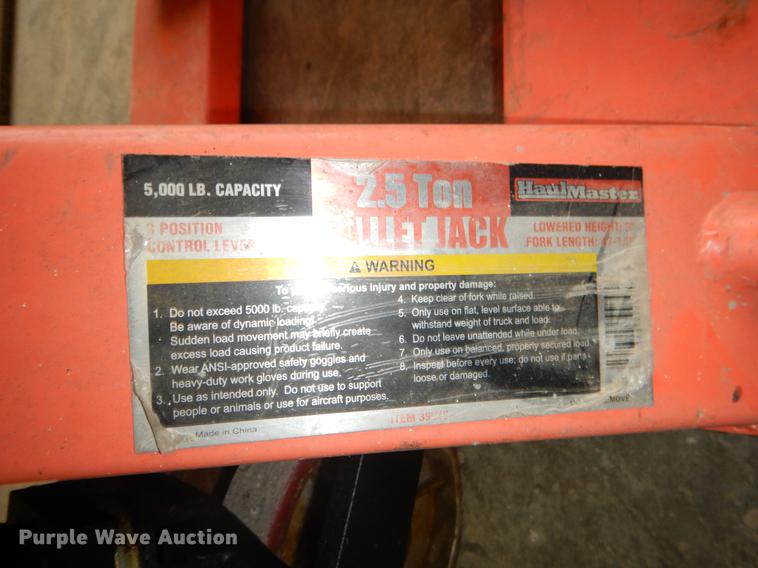 5,000 LB. CAPACITY
2.5 Ton
HaulMaster
POSITION
CONTROL LEVER
JACK
LOWERED HEIGHT:
FORK LENGTH:
WARNING
To serious injury and property damage:
1. Do not exceed 5000 lb.
Be aware of dynamic loading!
Sudden load movement may briefly create
excess load causing product failure.
2. Wear ANSI-approved safety goggles and
heavy-duty work gloves during use.
3. Use as intended only. Do not use to support
people or animals or use for aircraft purposes.
4. Keep clear of fork while raised.
5. Only use on flat, level surface able to
withstand weight of truck and load.
6. Do not leave unattended while under load.
7. Only use on balanced, properly secured load.
8. Inspect before every use; do not use if parts
loose or damaged.
Made in China
ITEM
Purple Wave Auction